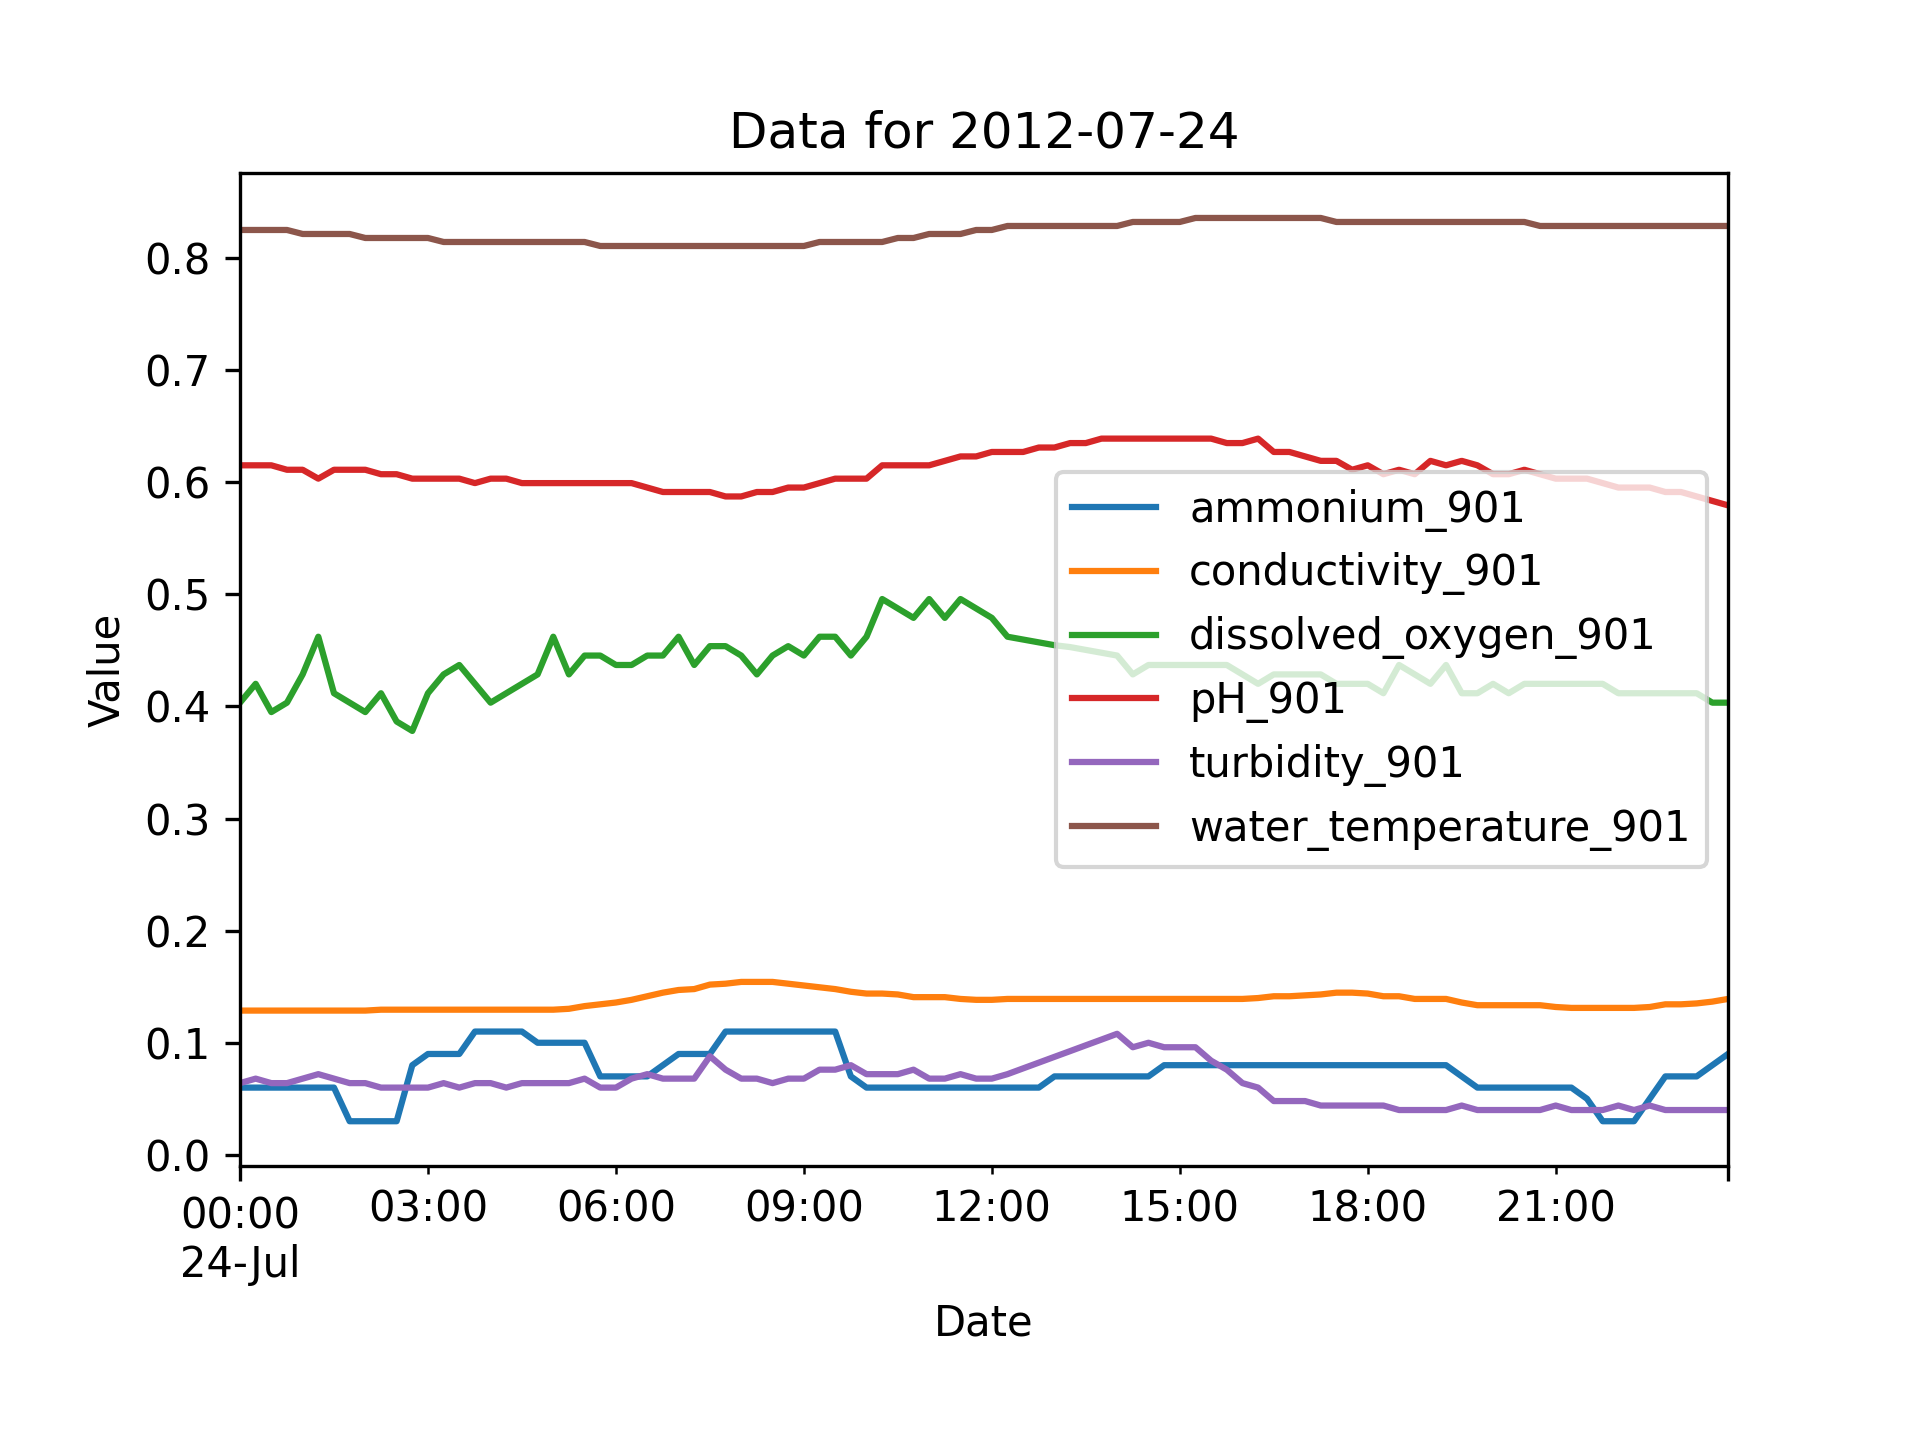 Data for 2012-07-24
Value
0.8
0.7
0.6
0.5
0.4
0.3
0.2
0.1
0.0
ammonium_901
conductivity_901
dissolved_oxygen_901
pH_901
turbidity_901
water_temperature_901
00:00 03:00 06:00 09:00 12:00 15:00 18:00 21:00
24-Jul
Date